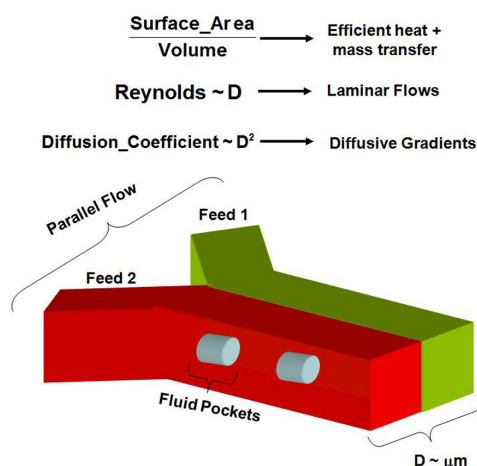 Surface_Area
Volume
Efficient heat +
mass transfer
Reynolds ~ D
Laminar Flows
Diffusion_Coefficient ~ D²
Diffusive Gradients
Parallel Flow
Feed 1
Feed 2
Fluid Pockets
D ~ μm